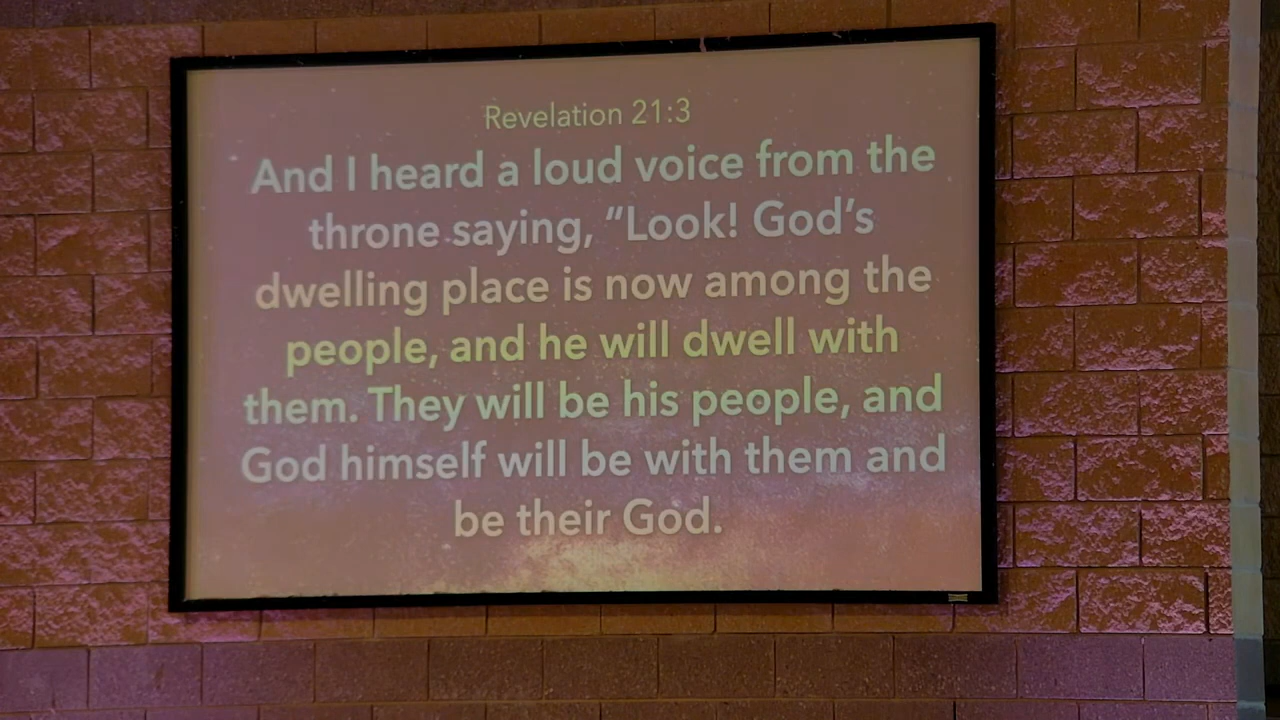 Revelation 21:3
And I heard a loud voice from the
throne saying, “Look! God’s
dwelling place is now among the
people, and he will dwell with
them. They will be his people, and
God himself will be with them and
be their God.